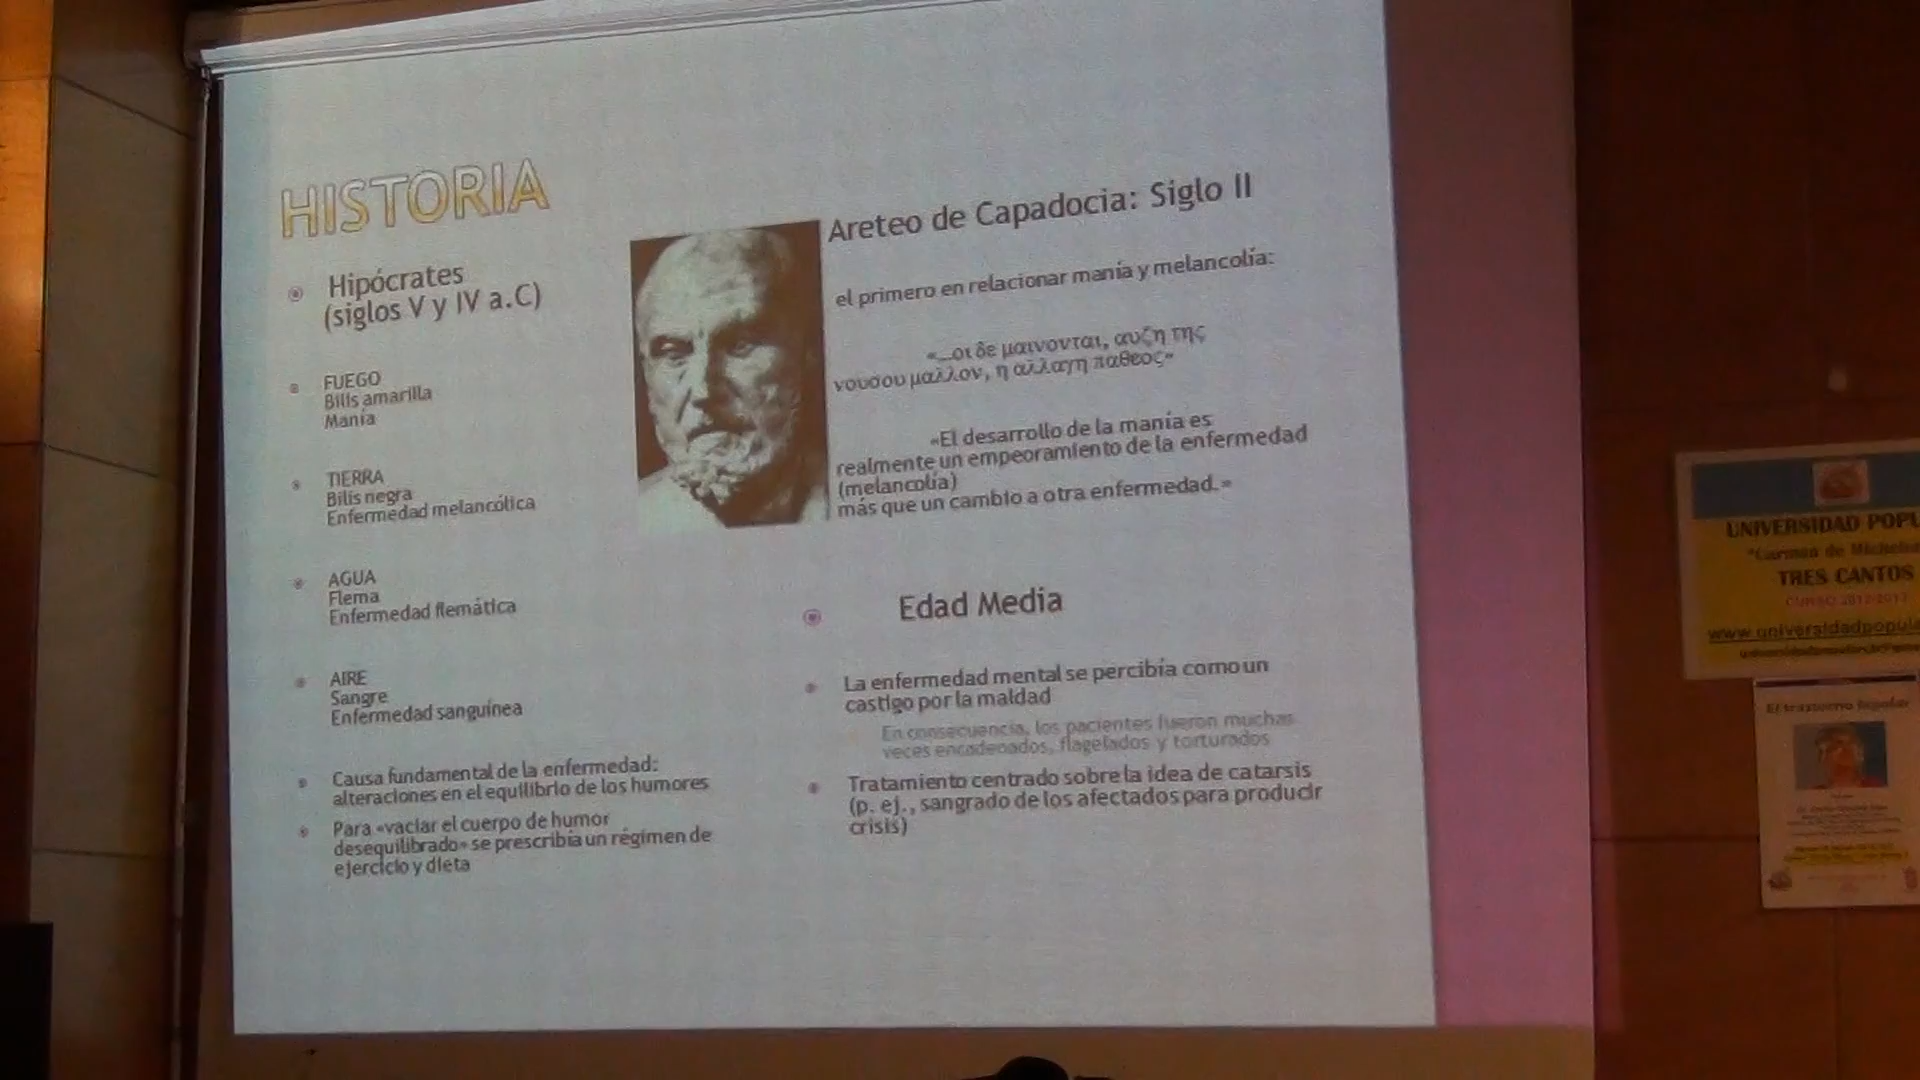 HISTORIA
Hipócrates
(siglos V y IV a.C)
FUEGO
Bilis amarilla
Manía
TIERRA
Bilis negra
Enfermedad melancólica
AGUA
Flema
Enfermedad flemática
AIRE
Sangre
Enfermedad sanguínea
Causa fundamental de la enfermedad:
alteraciones en el equilibrio de los humores
Para «vaciar el cuerpo de humor
desequilibrado» se prescribía un régimen de
ejercicio y dieta
Areteo de Capadocia: Siglo II
el primero en relacionar manía y melancolía:
«...οι δε μαινονται, αυξη της
νουσου μαλλον, η αλλαγη παθεος»
«El desarrollo de la manía es
realmente un empeoramiento de la enfermedad
(melancolía)
más que un cambio a otra enfermedad.»
Edad Media
La enfermedad mental se percibía como un
castigo por la maldad
En consecuencia, los pacientes fueron muchas
veces encadenados, flagelados y torturados
Tratamiento centrado sobre la idea de catarsis
(p. ej., sangrado de los afectados para producir
crisis)
UNIVERSIDAD POPU
TRES CANTOS
CURSO 2012-2013
www.universidadpopula
El trastorno bipolar